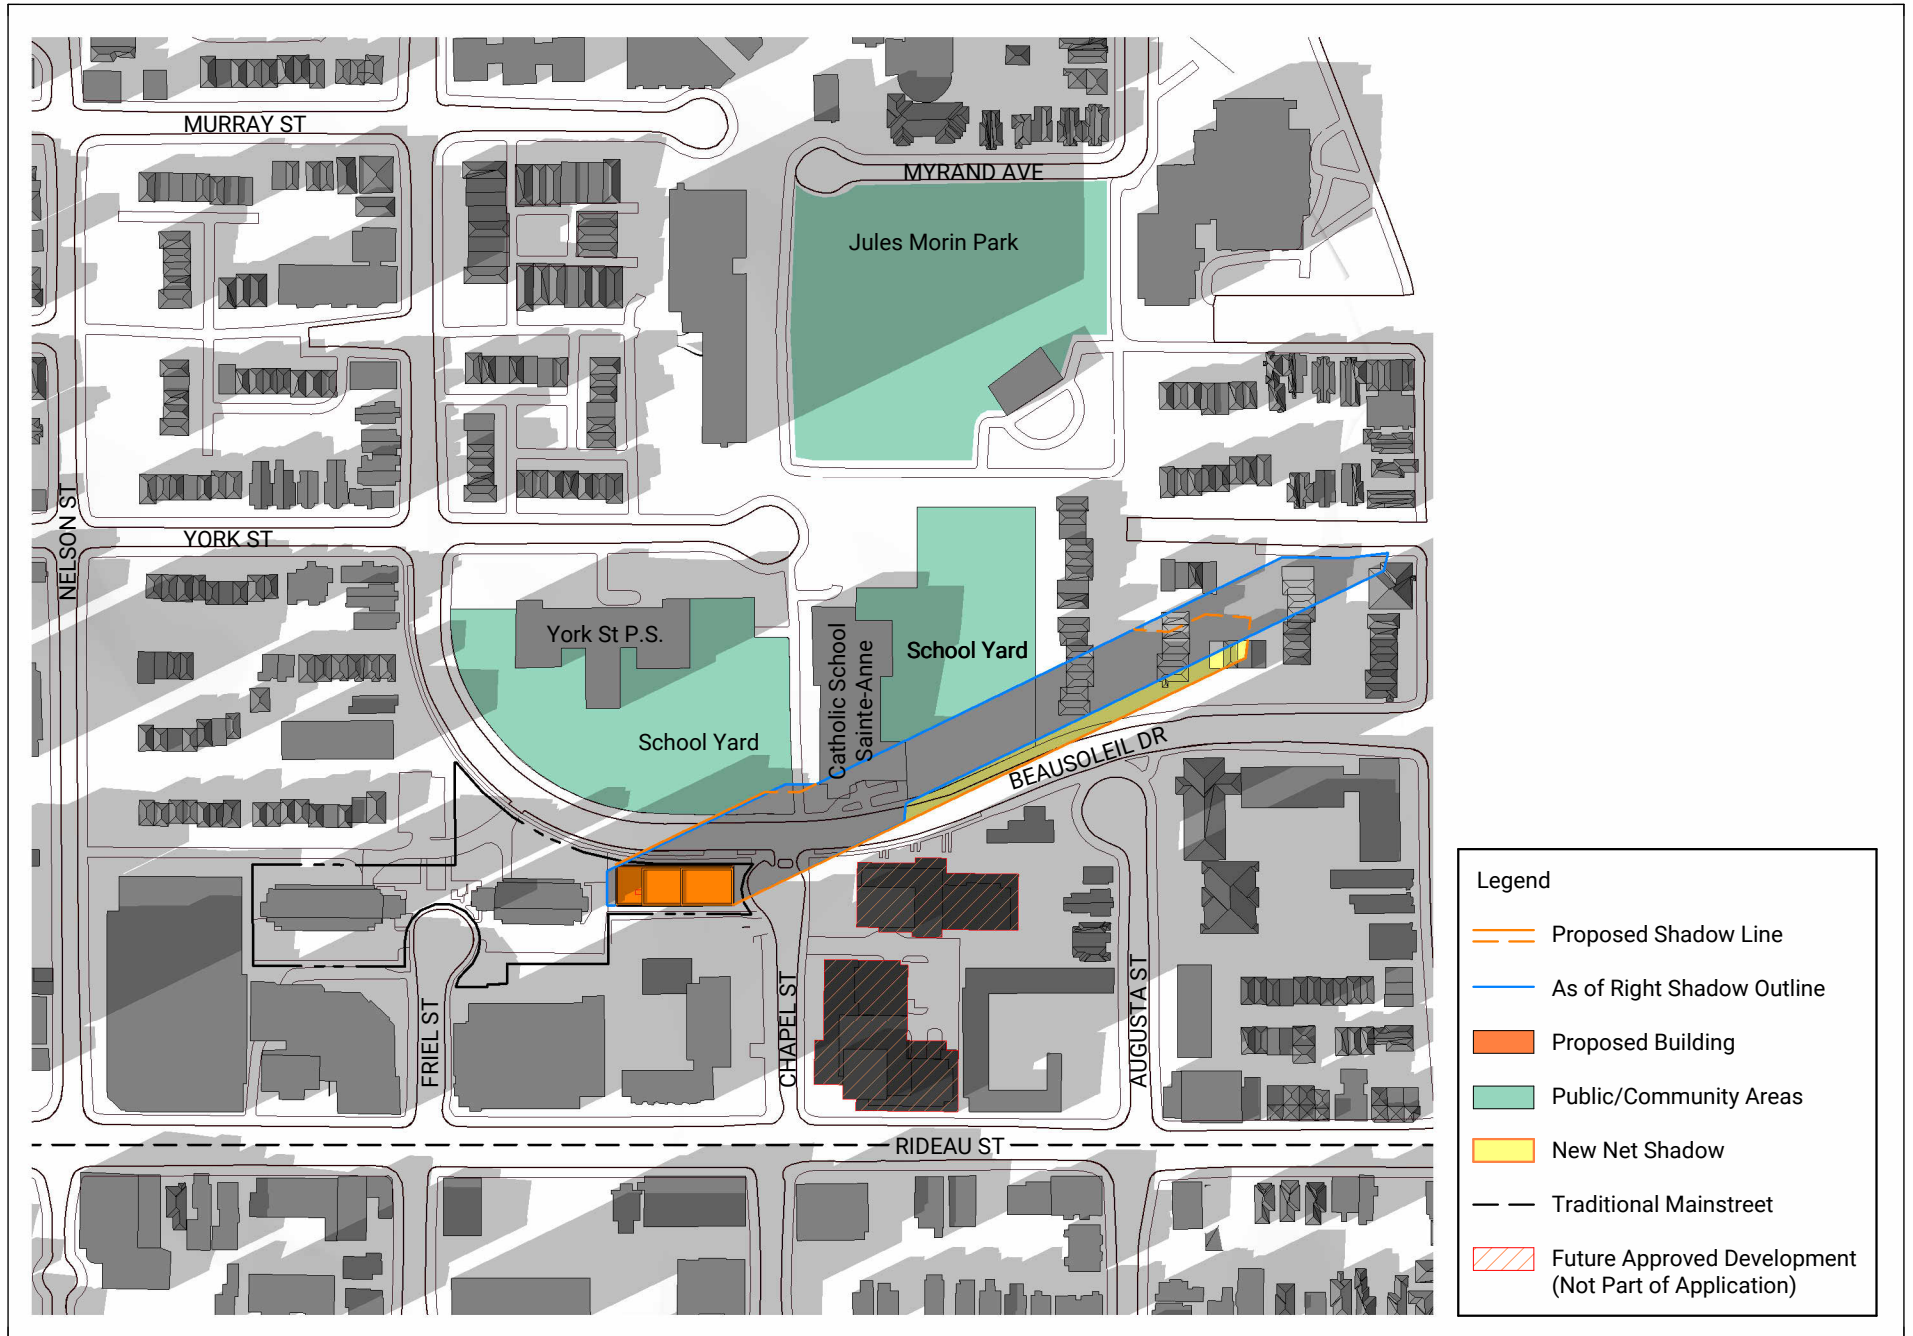 MURRAY ST
MYRAND AVE
Jules Morin Park
NELSON ST
YORK ST
York St P.S.
School Yard
Catholic School
Sainte-Anne
School Yard
BEAUSOLEIL DR
FRIEL ST
CHAPEL ST
AUGUSTA ST
RIDEAU ST
Legend
Proposed Shadow Line
As of Right Shadow Outline
Proposed Building
Public/Community Areas
New Net Shadow
Traditional Mainstreet
Future Approved Development
(Not Part of Application)